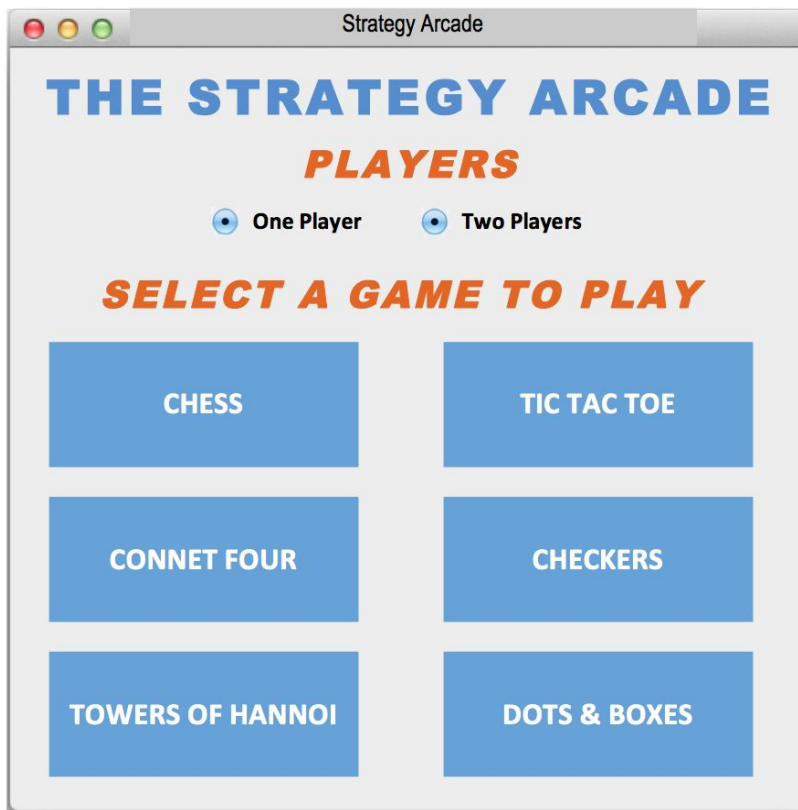 Strategy Arcade
THE STRATEGY ARCADE
PLAYERS
One Player Two Players
SELECT A GAME TO PLAY
CHESS TIC TAC TOE
CONNET FOUR CHECKERS
TOWERS OF HANNOI DOTS & BOXES